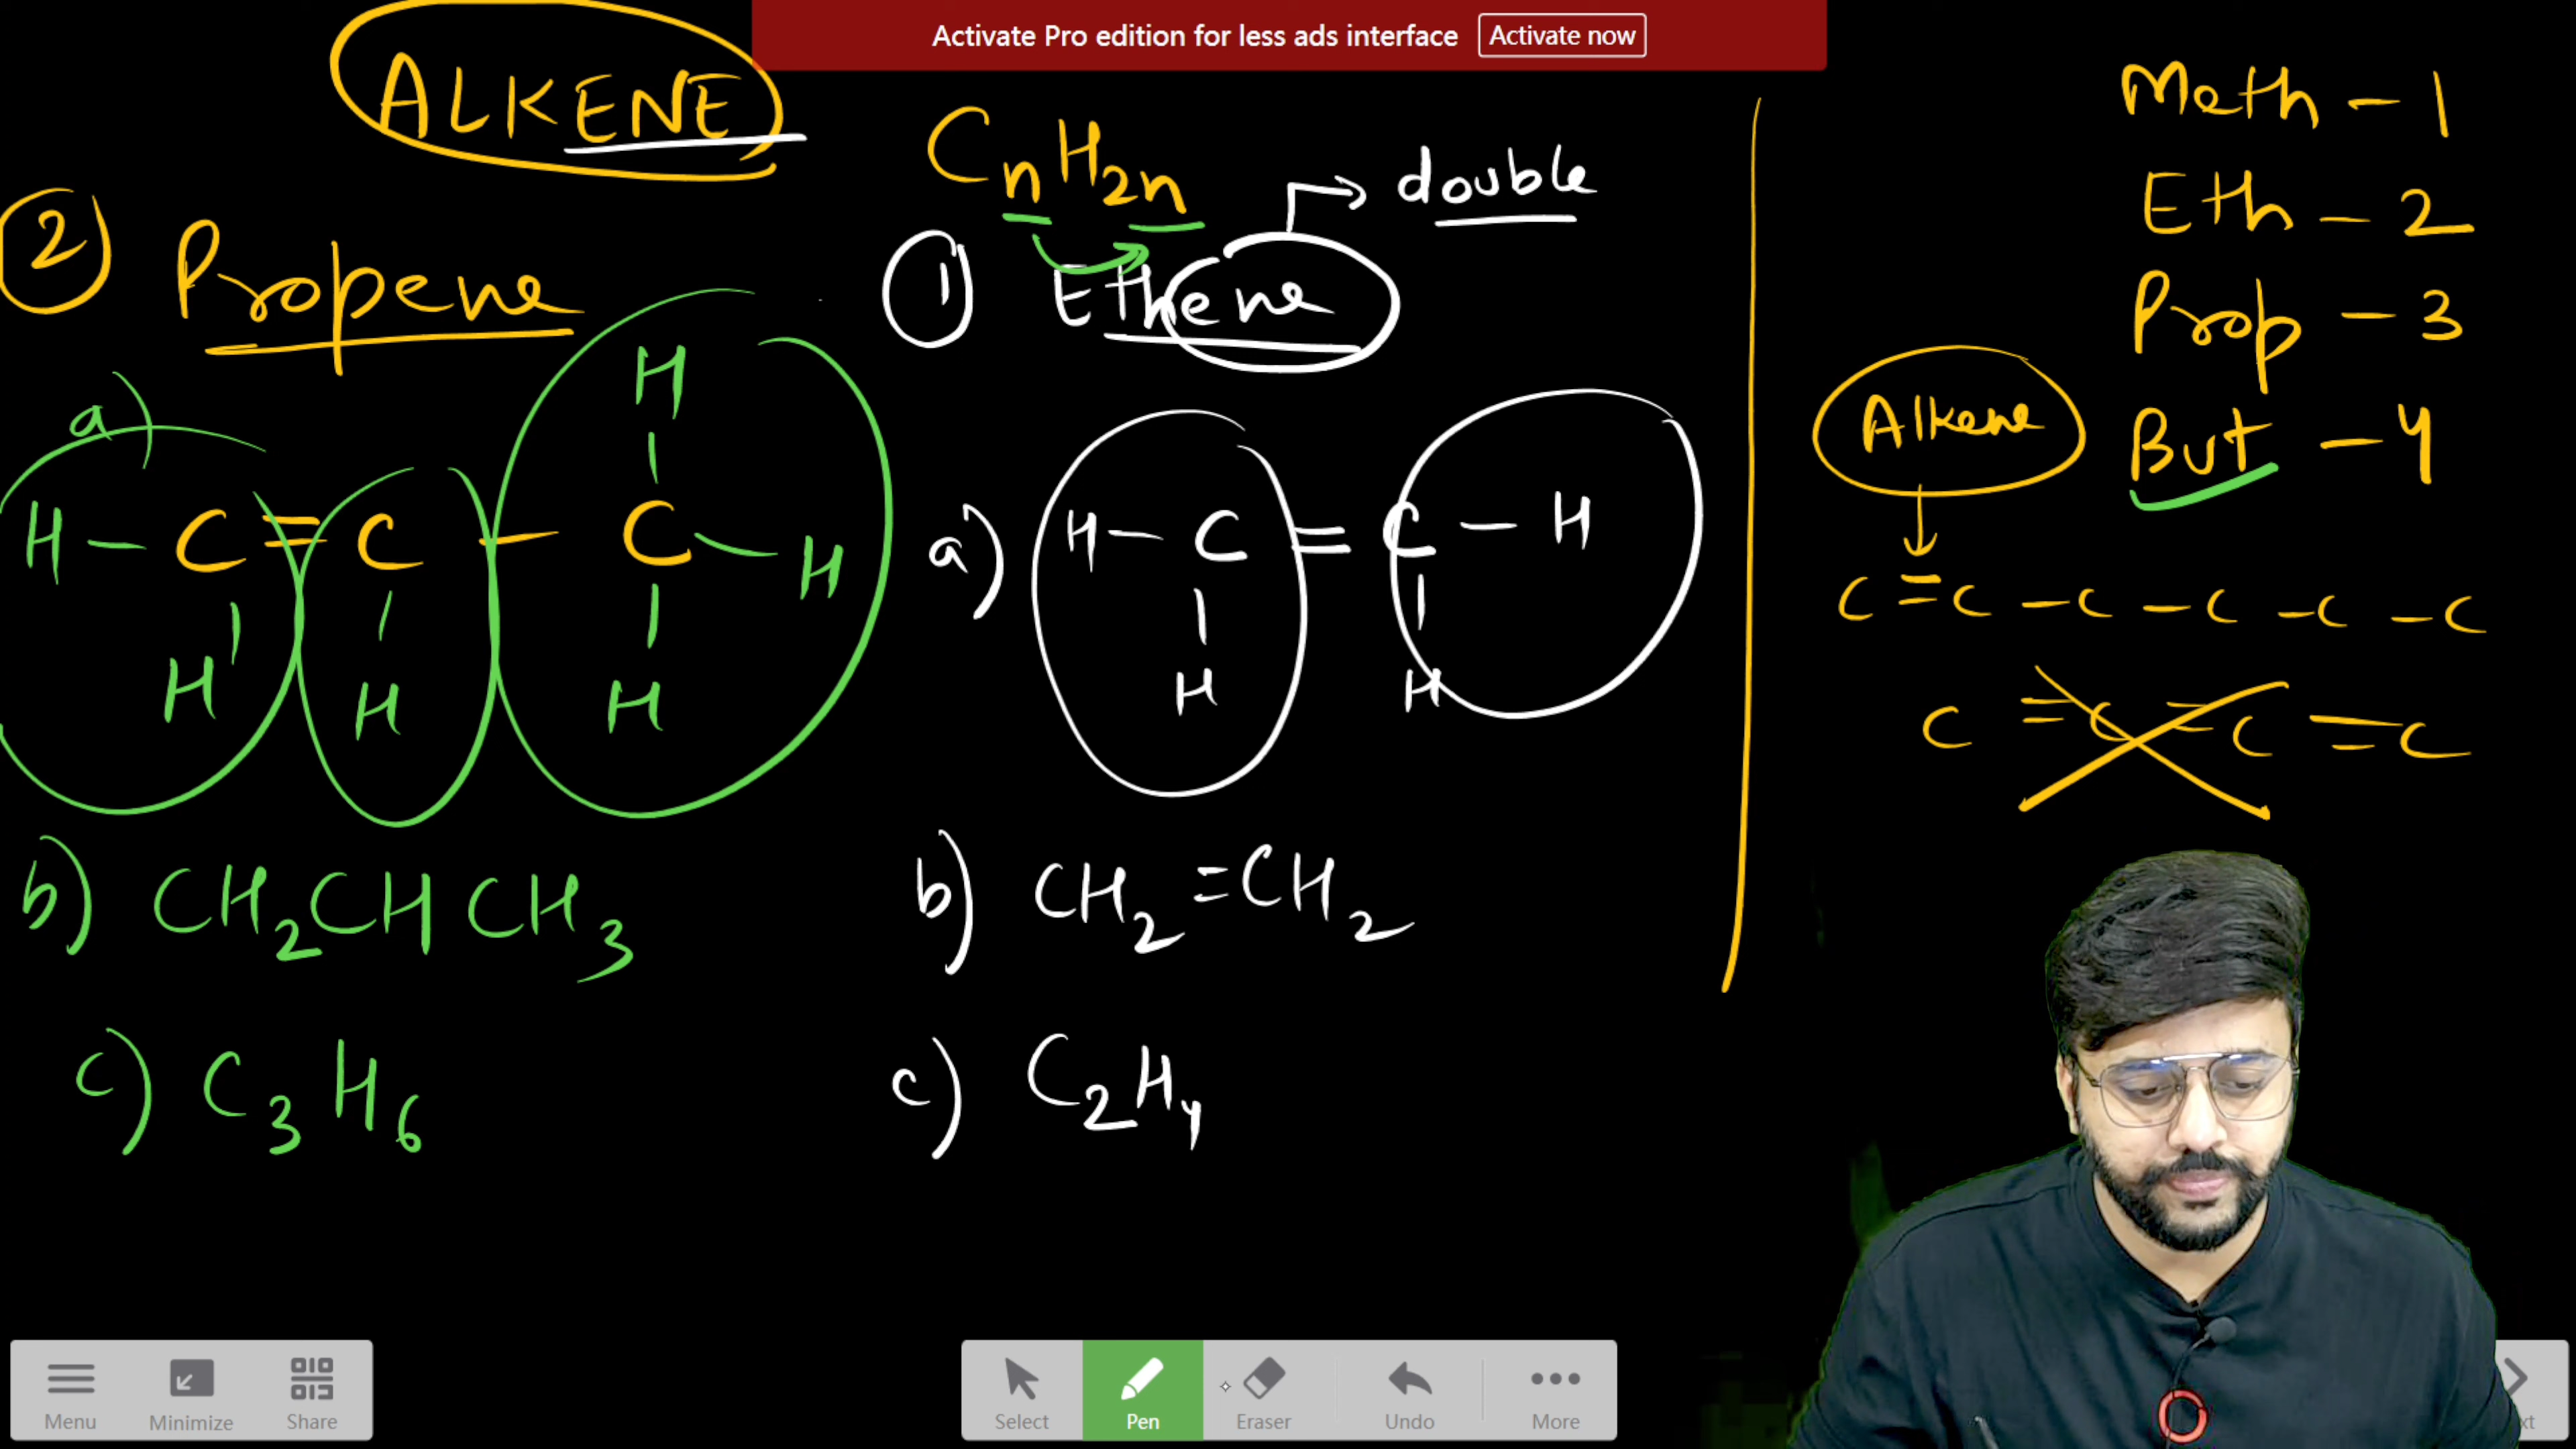 Activate Pro edition for less ads interface Activate now
ALKENE
CnH2n
double
② Propene
① Ethene
a)
H
H – C = C – C – H
H H H
b) CH2CHCH3
c) C3H6
a) H – C = C – H
H H
b) CH2=CH2
c) C2H4
Meth – 1
Eth – 2
Prop – 3
But – 4
Alkene
C = C – C – C – C – C
C = C = C = C
Menu Minimize Share
Select Pen Eraser Undo More